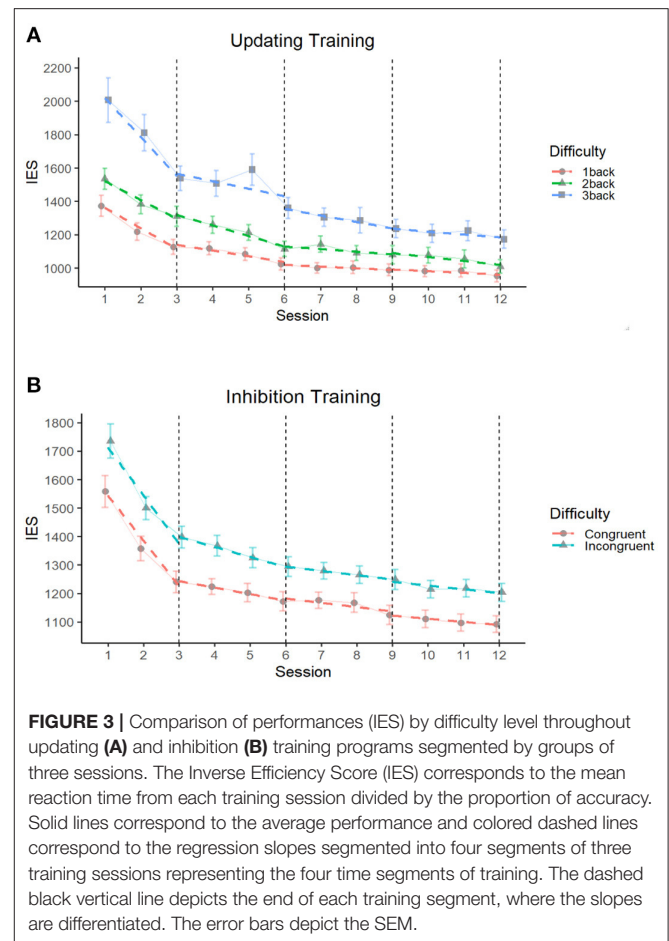 A
Updating Training
2200
2000
1800
1600
1400
1200
1000
IES
1 2 3 4 5 6 7 8 9 10 11 12
Session
Difficulty
1back
2back
3back
B
Inhibition Training
1800
1700
1600
1500
1400
1300
1200
1100
IES
1 2 3 4 5 6 7 8 9 10 11 12
Session
Difficulty
Congruent
Incongruent
FIGURE 3 | Comparison of performances (IES) by difficulty level throughout
updating (A) and inhibition (B) training programs segmented by groups of
three sessions. The Inverse Efficiency Score (IES) corresponds to the mean
reaction time from each training session divided by the proportion of accuracy.
Solid lines correspond to the average performance and colored dashed lines
correspond to the regression slopes segmented into four segments of three
training sessions representing the four time segments of training. The dashed
black vertical line depicts the end of each training segment, where the slopes
are differentiated. The error bars depict the SEM.